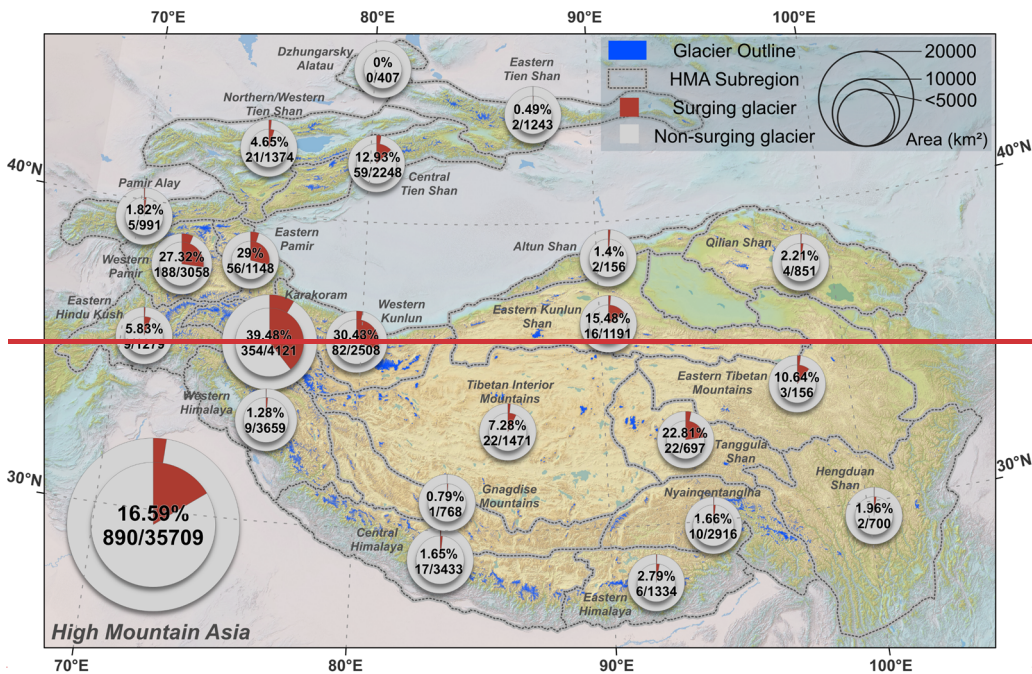 70°E
80°E
90°E
100°E
Dzhungarsky
Alatau
0%
0/407
Eastern
Tien Shan
0.49%
2/1243
Glacier Outline
HMA Subregion
Surging glacier
Non-surging glacier
20000
10000
<5000
Area (km²)
Northern/Western
Tien Shan
4.65%
21/1374
12.93%
59/2248
Central
Tien Shan
40°N
40°N
Pamir Alay
1.82%
5/991
Western
Pamir
27.32%
188/3058
Eastern
Pamir
29%
56/1148
Altun Shan
1.4%
2/156
Qilian Shan
2.21%
4/851
Eastern
Hindu Kush
5.83%
9/1279
Karakoram
39.48%
354/4121
Western
Kunlun
30.43%
82/2508
Eastern Kunlun
Shan
15.48%
16/1191
Western
Himalaya
1.28%
9/3659
Tibetan Interior
Mountains
7.28%
22/1471
Eastern Tibetan
Mountains
10.64%
3/156
22.81%
22/697
Tanggula
Shan
30°N
30°N
Hengduan
Shan
1.96%
2/700
0.79%
1/768
Gnagdise
Mountains
Nyainqentanglha
1.66%
10/2916
Central
Himalaya
1.65%
17/3433
Eastern
Himalaya
2.79%
6/1334
16.59%
890/35709
High Mountain Asia
70°E
80°E
90°E
100°E